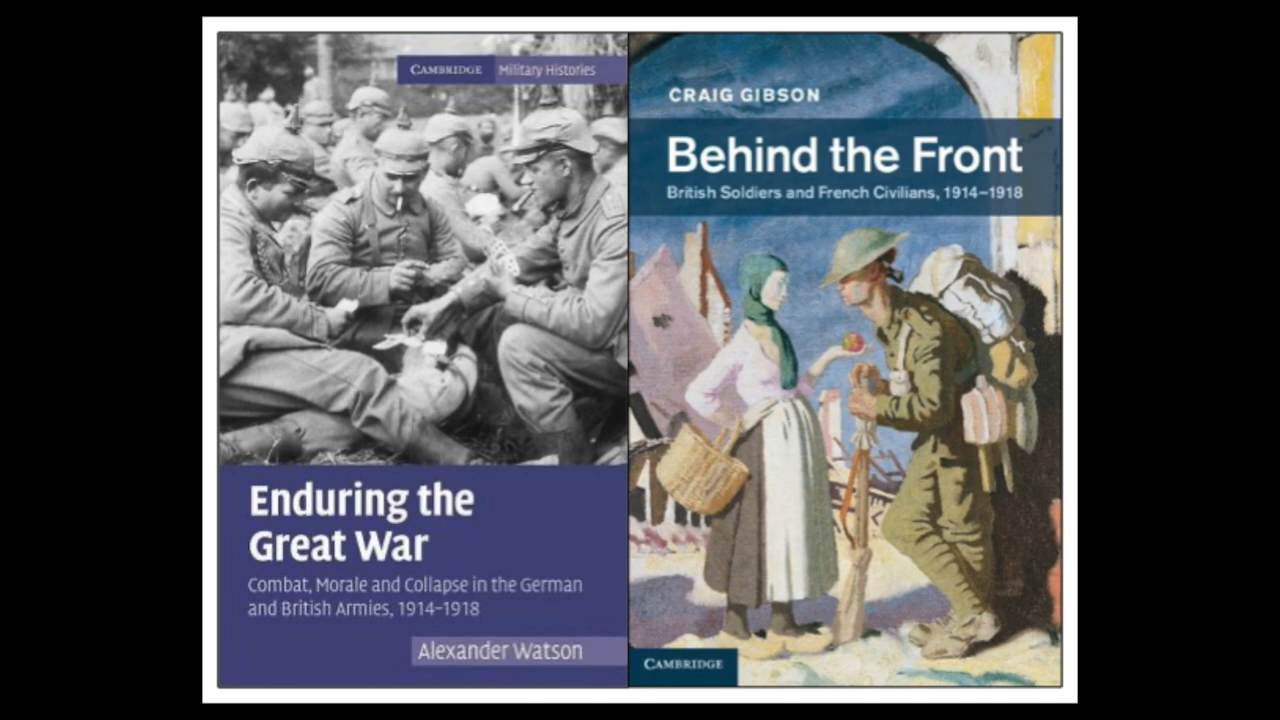 CAMBRIDGE Military Histories
Enduring the
Great War
Combat, Morale and Collapse in the German
and British Armies, 1914–1918
Alexander Watson
CRAIG GIBSON
Behind the Front
British Soldiers and French Civilians, 1914–1918
CAMBRIDGE